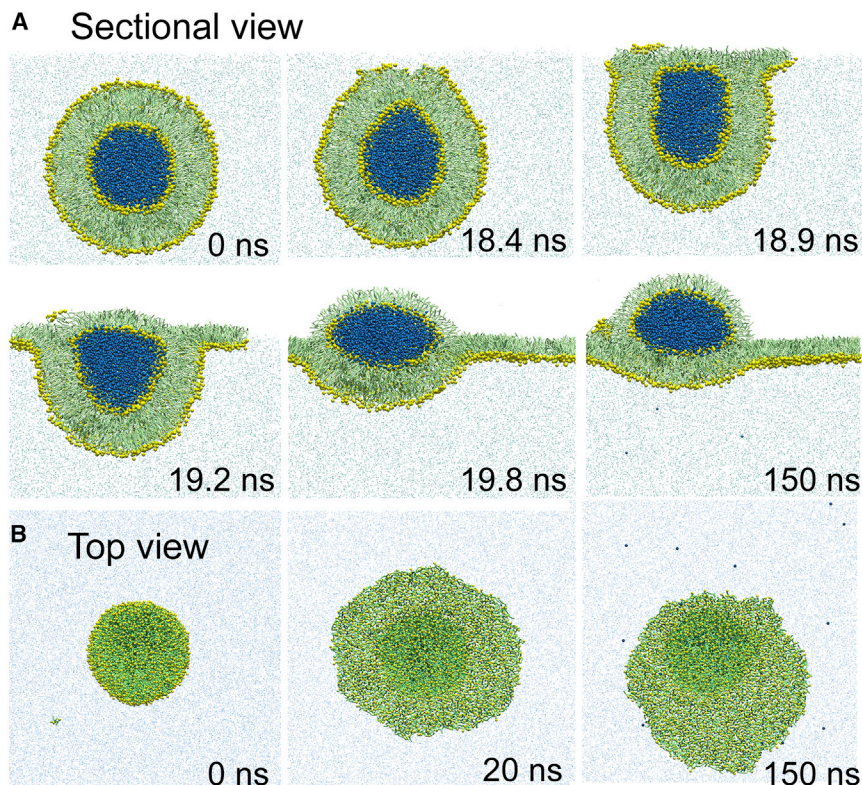 A Sectional view
0 ns
18.4 ns
18.9 ns
19.2 ns
19.8 ns
150 ns
B Top view
0 ns
20 ns
150 ns